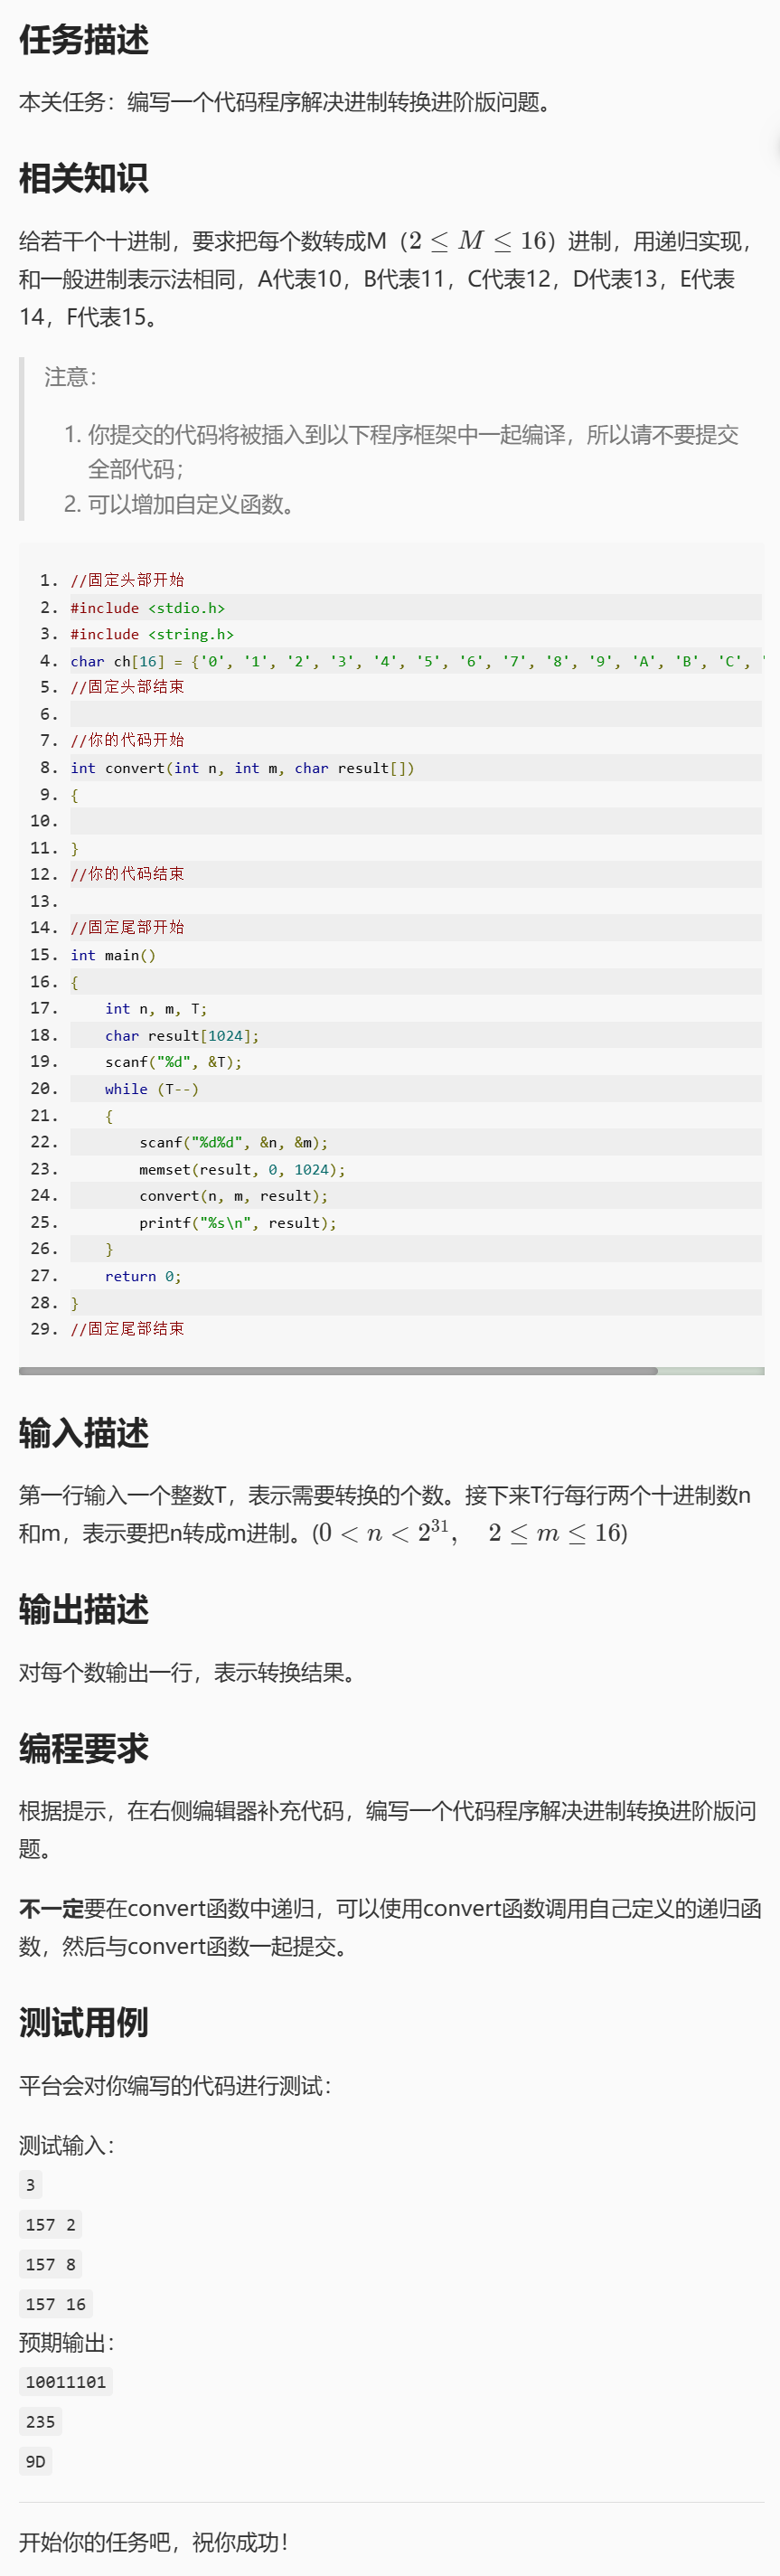 任务描述
本关任务：编写一个代码程序解决进制转换进阶版问题。
相关知识
给若干个十进制，要求把每个数转成M（2 ≤ M ≤ 16）进制，用递归实现，
和一般进制表示法相同，A代表10，B代表11，C代表12，D代表13，E代表
14，F代表15。
注意：
1. 你提交的代码将被插入到以下程序框架中一起编译，所以请不要提交
全部代码；
2. 可以增加自定义函数。
1. //固定头部开始
2. #include <stdio.h>
3. #include <string.h>
4. char ch[16] = {'0', '1', '2', '3', '4', '5', '6', '7', '8', '9', 'A', 'B', 'C', '
5. //固定头部结束
6.
7. //你的代码开始
8. int convert(int n, int m, char result[])
9. {
10.
11. }
12. //你的代码结束
13.
14. //固定尾部开始
15. int main()
16. {
17.     int n, m, T;
18.     char result[1024];
19.     scanf("%d", &T);
20.     while (T--)
21.     {
22.         scanf("%d%d", &n, &m);
23.         memset(result, 0, 1024);
24.         convert(n, m, result);
25.         printf("%s\n", result);
26.     }
27.     return 0;
28. }
29. //固定尾部结束
输入描述
第一行输入一个整数T，表示需要转换的个数。接下来T行每行两个十进制数n
和m，表示要把n转成m进制。(0 < n < 2^31, 2 ≤ m ≤ 16)
输出描述
对每个数输出一行，表示转换结果。
编程要求
根据提示，在右侧编辑器补充代码，编写一个代码程序解决进制转换进阶版问
题。
不一定要在convert函数中递归，可以使用convert函数调用自己定义的递归函
数，然后与convert函数一起提交。
测试用例
平台会对你编写的代码进行测试：
测试输入：
3
157 2
157 8
157 16
预期输出：
10011101
235
9D
开始你的任务吧，祝你成功！